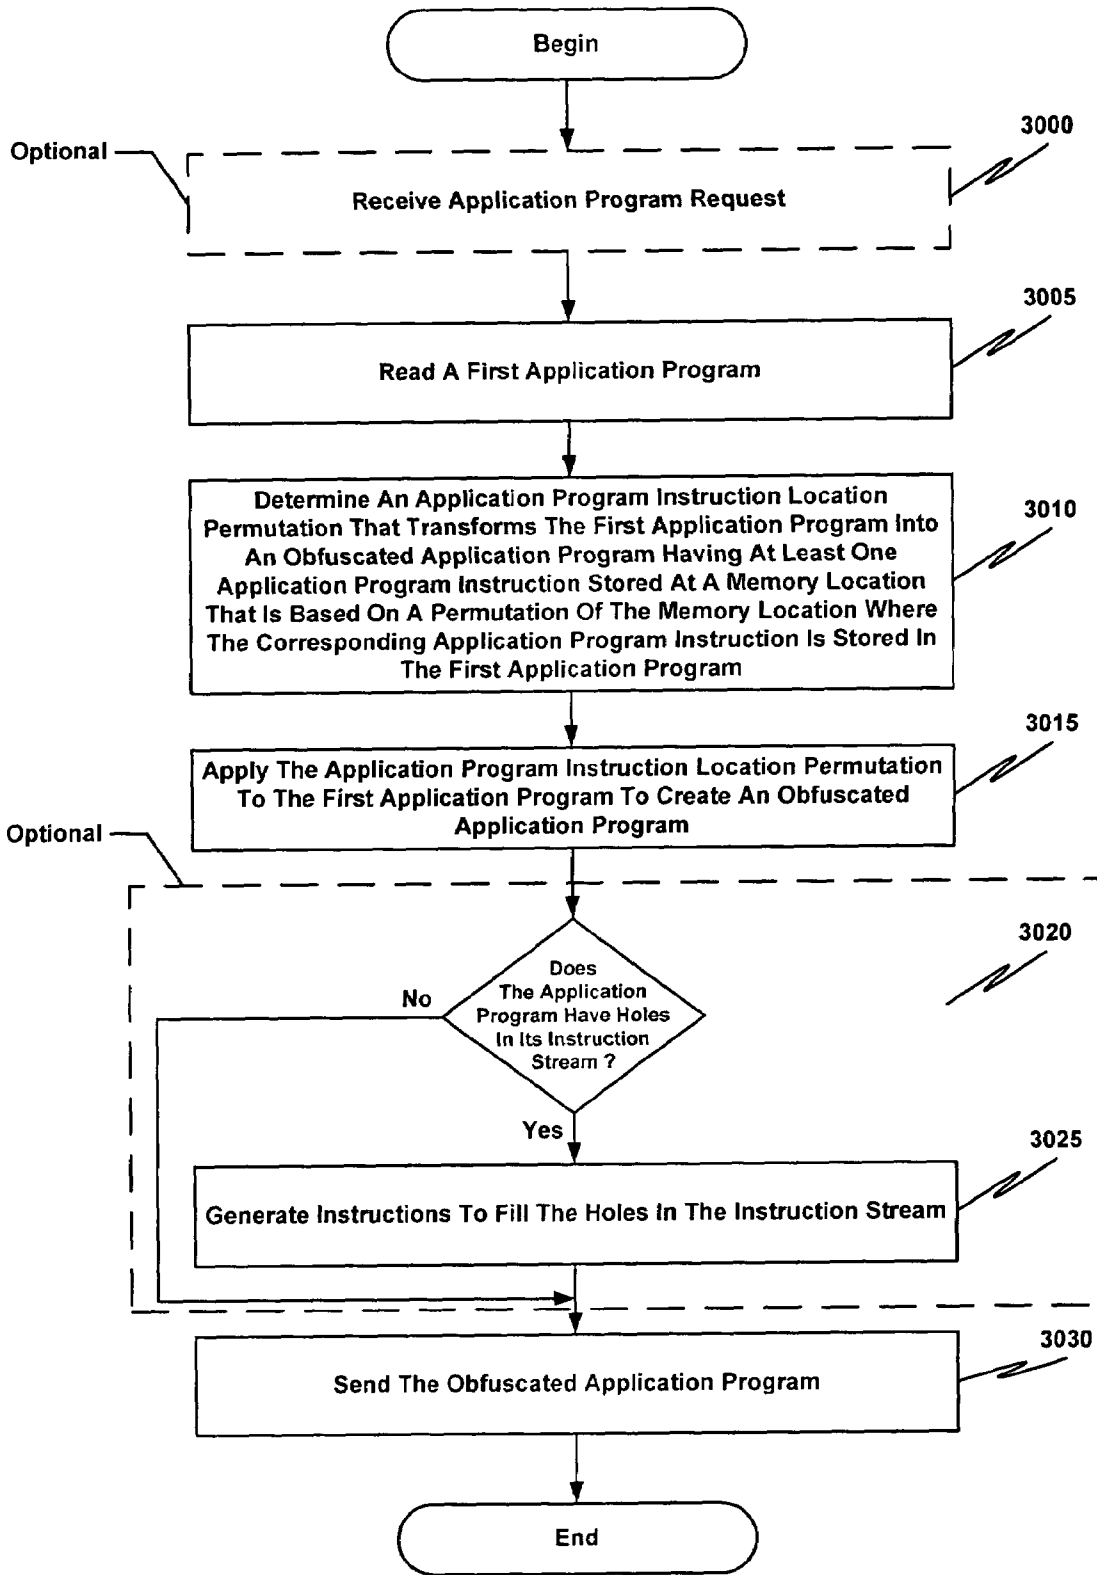 Begin
Optional
3000
Receive Application Program Request
3005
Read A First Application Program
3010
Determine An Application Program Instruction Location
Permutation That Transforms The First Application Program Into
An Obfuscated Application Program Having At Least One
Application Program Instruction Stored At A Memory Location
That Is Based On A Permutation Of The Memory Location Where
The Corresponding Application Program Instruction Is Stored In
The First Application Program
3015
Apply The Application Program Instruction Location Permutation
To The First Application Program To Create An Obfuscated
Application Program
Optional
3020
Does
The Application
Program Have Holes
In Its Instruction
Stream ?
No
Yes
3025
Generate Instructions To Fill The Holes In The Instruction Stream
3030
Send The Obfuscated Application Program
End